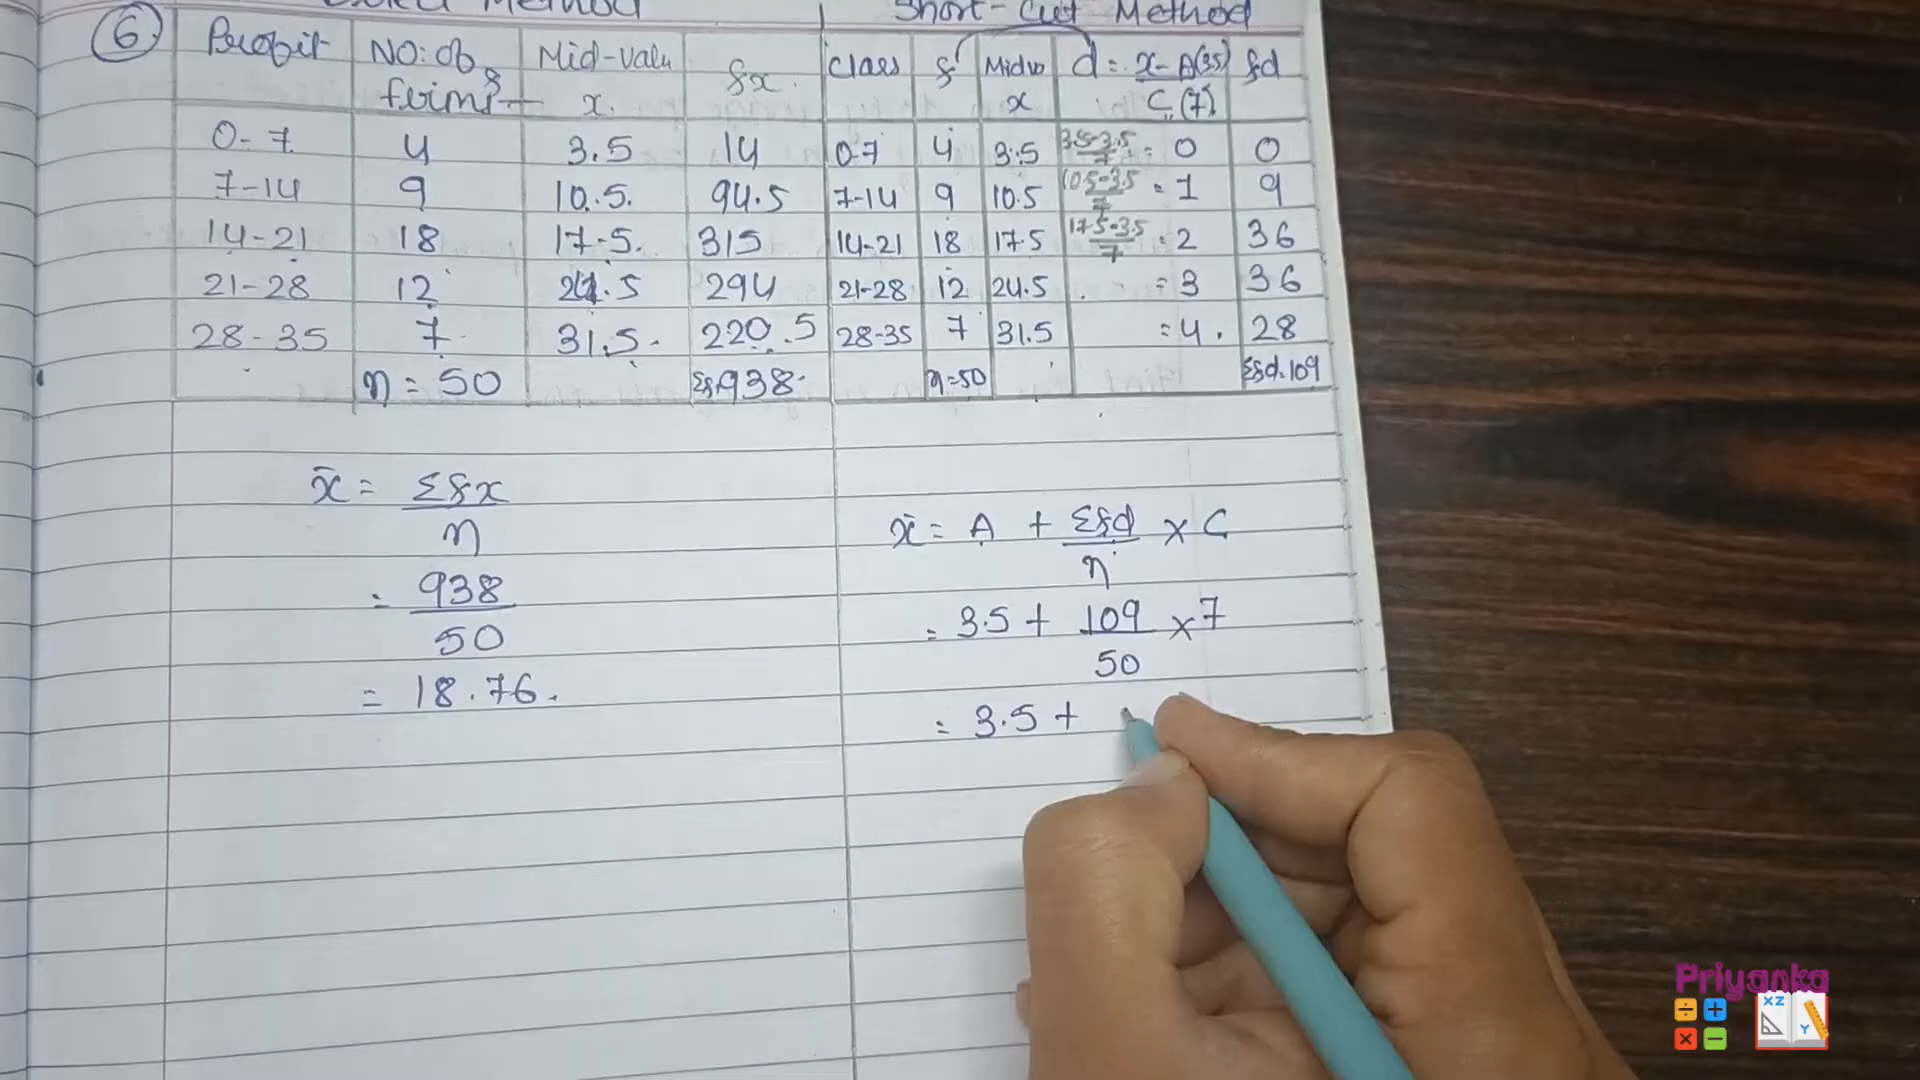 Method | Short-Cut Method
6. Profit | No: of firms f | Mid-valu x. | fx. | Class | f | Midva x | d = x-A(3.5) / C (7) | fd
0-7 | 4 | 3.5 | 14 | 0-7 | 4 | 3.5 | 3.5-3.5/7 = 0 | 0
7-14 | 9 | 10.5. | 94.5 | 7-14 | 9 | 10.5 | 10.5-3.5/7 = 1 | 9
14-21 | 18 | 17.5. | 315 | 14-21 | 18 | 17.5 | 17.5-3.5/7 = 2 | 36
21-28 | 12 | 24.5 | 294 | 21-28 | 12 | 24.5 | = 3 | 36
28-35 | 7 | 31.5. | 220.5 | 28-35 | 7 | 31.5 | = 4. | 28
n = 50 | Σf.938. | n=50 | Σfd.109
x̄ = Σfx / n
= 938 / 50
= 18.76.
x̄ = A + Σfd / n × C
= 3.5 + 109 / 50 × 7
= 3.5 +
Priyanka
XZ
Y